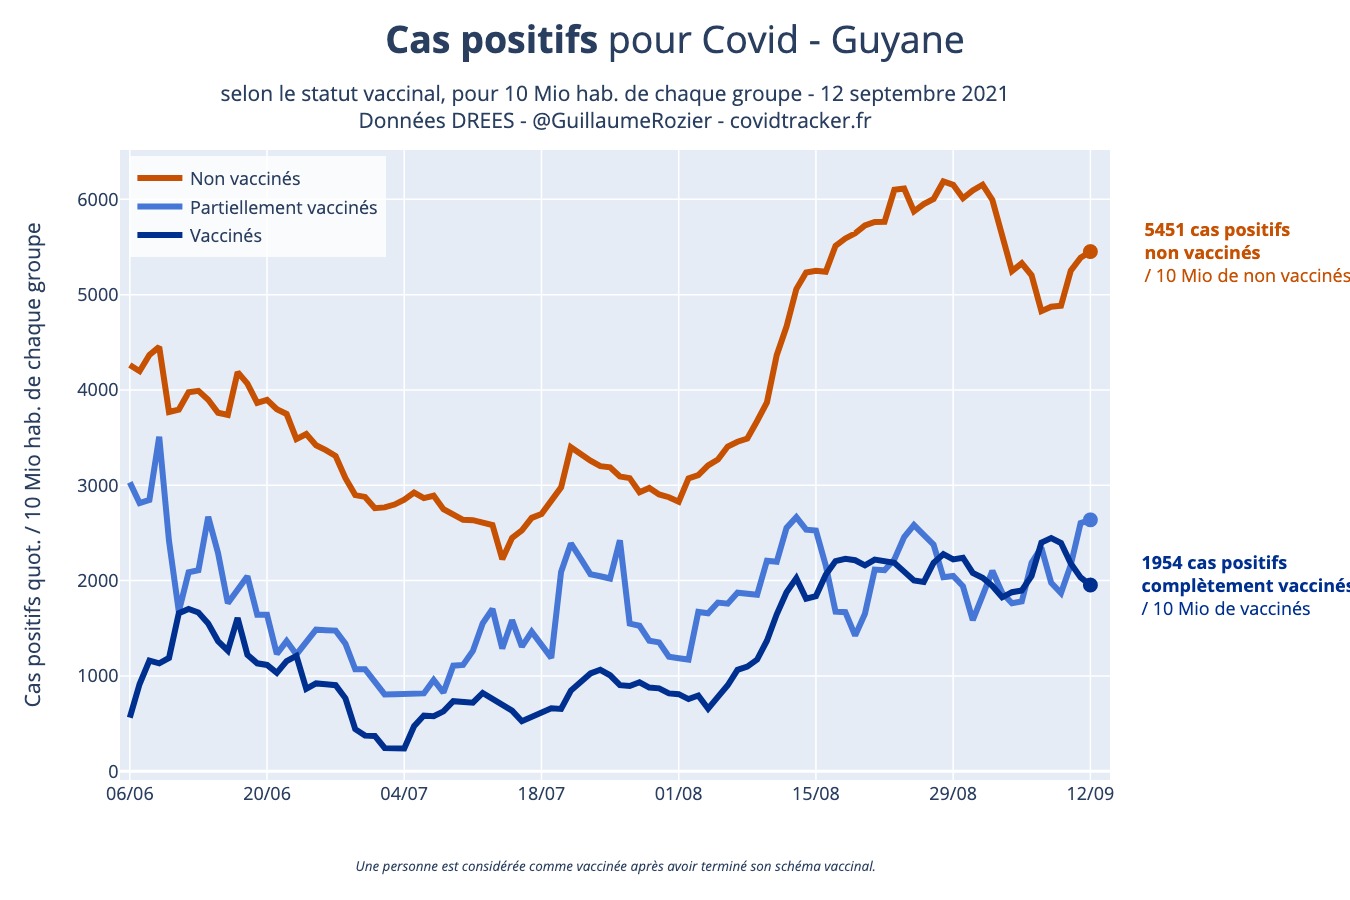 Cas positifs pour Covid - Guyane
selon le statut vaccinal, pour 10 Mio hab. de chaque groupe - 12 septembre 2021
Données DREES - @GuillaumeRozier - covidtracker.fr
Non vaccinés
Partiellement vaccinés
Vaccinés
Cas positifs quot. / 10 Mio hab. de chaque groupe
6000
5000
4000
3000
2000
1000
0
06/06
20/06
04/07
18/07
01/08
15/08
29/08
12/09
5451 cas positifs
non vaccinés
/ 10 Mio de non vaccinés
1954 cas positifs
complètement vaccinés
/ 10 Mio de vaccinés
Une personne est considérée comme vaccinée après avoir terminé son schéma vaccinal.